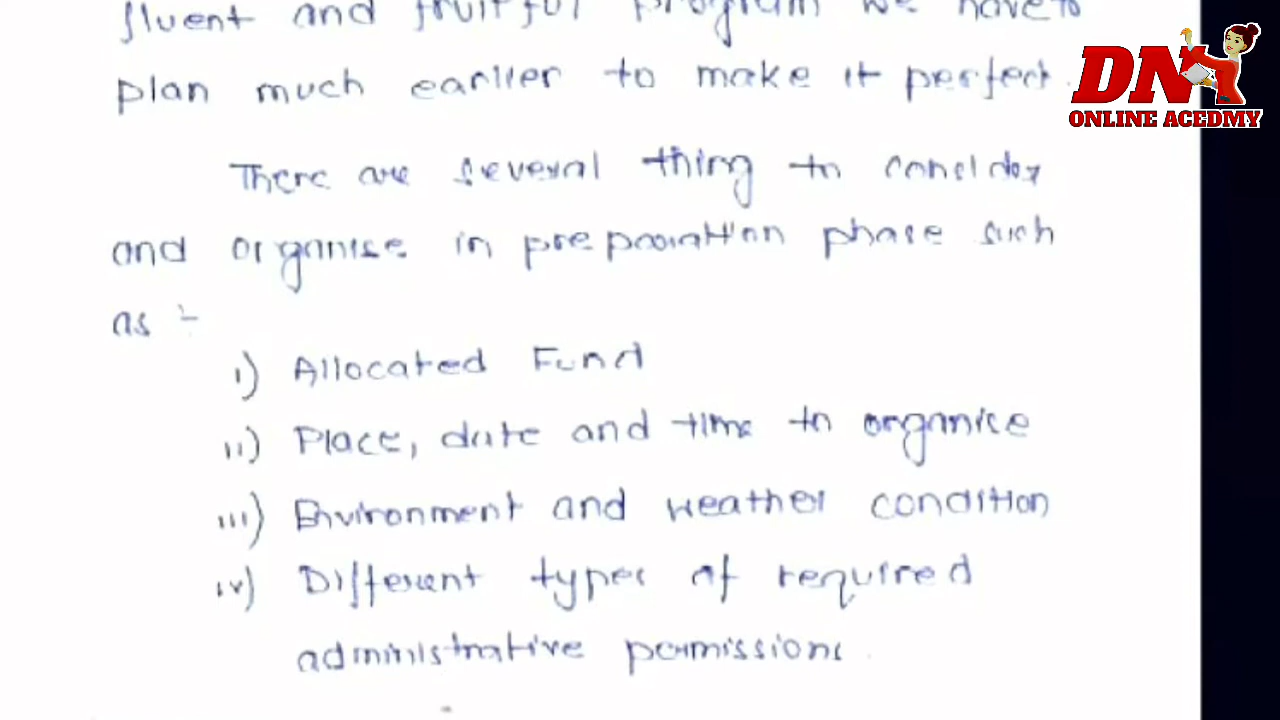 fluent and fruitful program we have to
plan much earlier to make it perfect.
There are several thing to consider
and organise in preparation phase such
as :-
i) Allocated Fund
ii) Place, date and time to organise
iii) Environment and weather condition
iv) Different types of required
administrative permissions.
DN
ONLINE ACEDMY